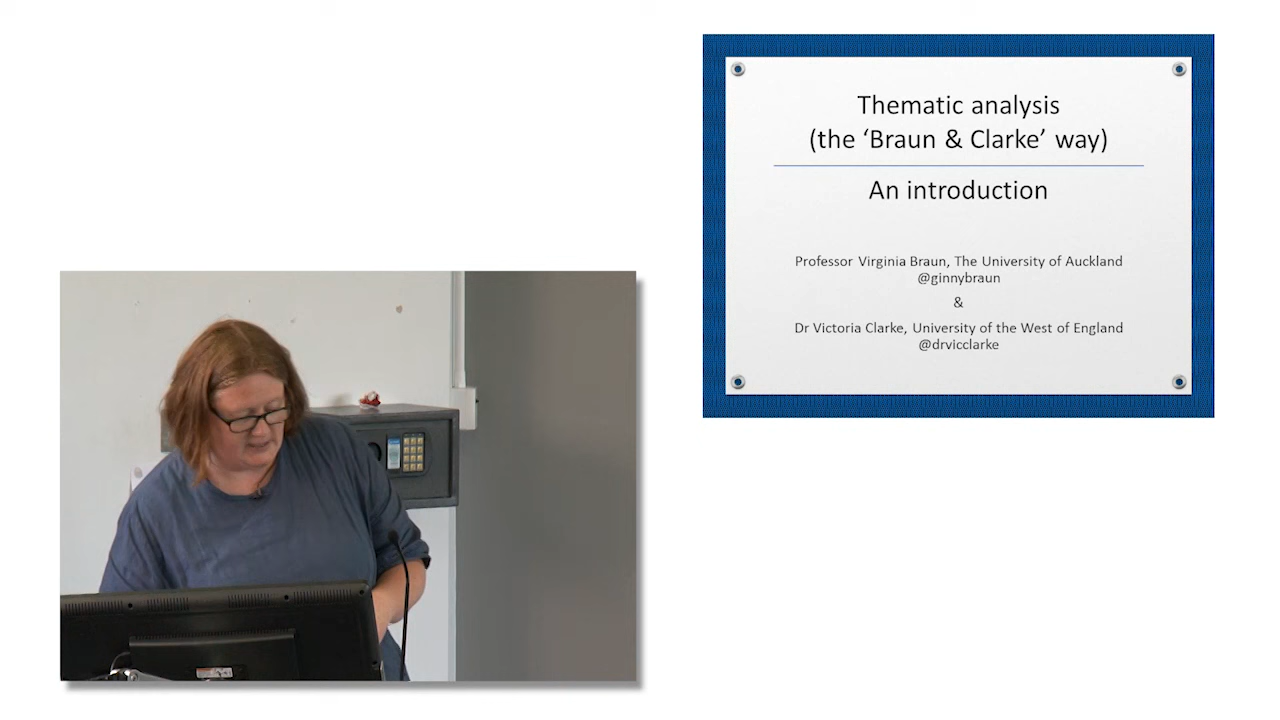 Thematic analysis
(the ‘Braun & Clarke’ way)
An introduction
Professor Virginia Braun, The University of Auckland
@ginnybraun
&
Dr Victoria Clarke, University of the West of England
@drvicclarke